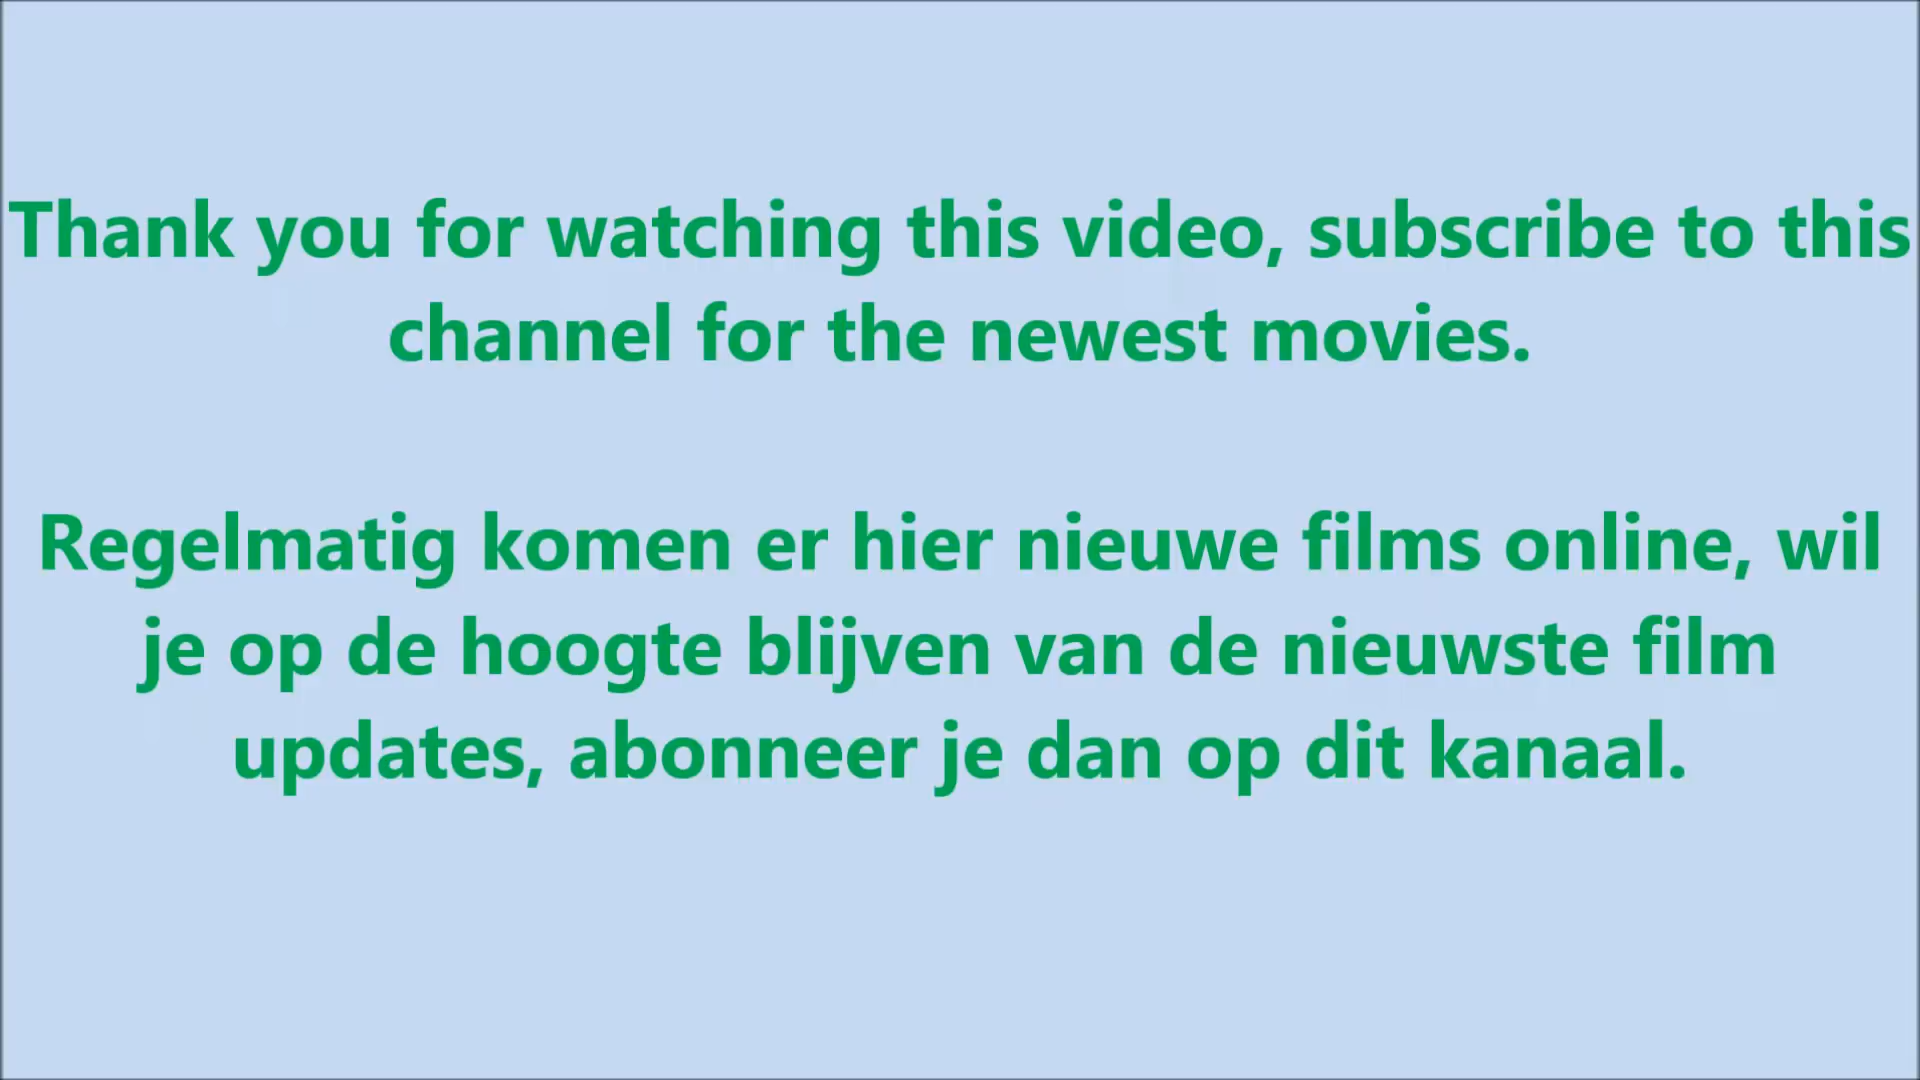 Thank you for watching this video, subscribe to this
channel for the newest movies.
Regelmatig komen er hier nieuwe films online, wil
je op de hoogte blijven van de nieuwste film
updates, abonneer je dan op dit kanaal.